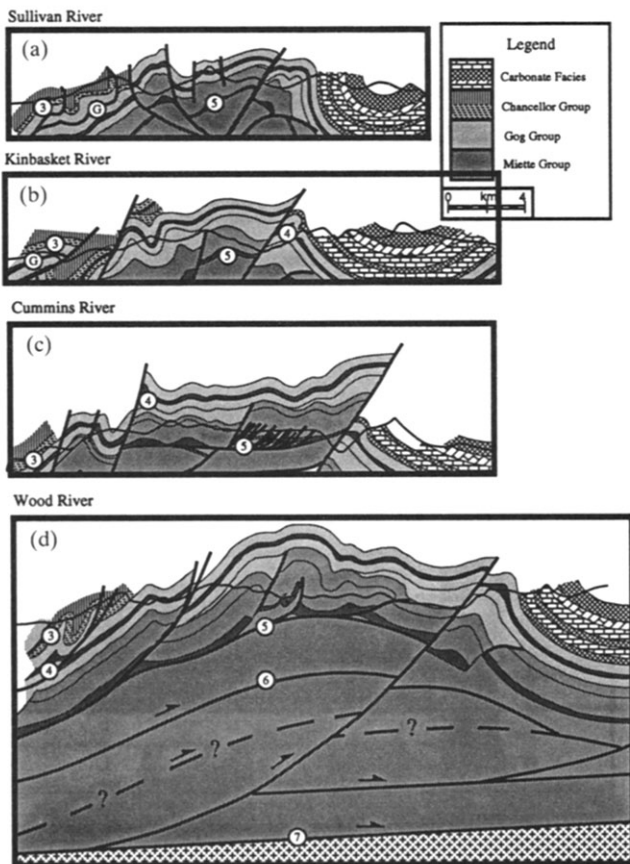 Sullivan River
(a)
3
G
5
Legend
Carbonate Facies
Chancellor Group
Gog Group
Miette Group
0 km 4
Kinbasket River
(b)
3
G
5
4
Cummins River
(c)
4
3
5
Wood River
(d)
3
4
5
6
?
?
?
7